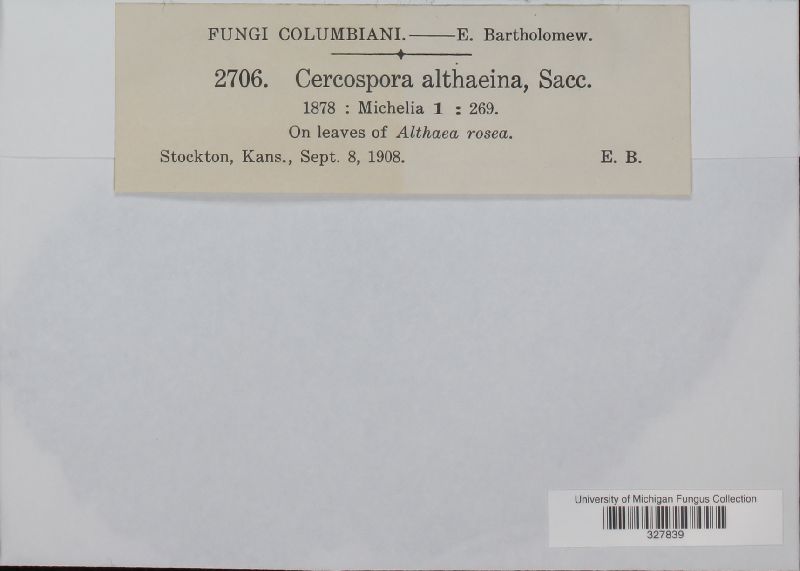 FUNGI COLUMBIANI.——E. Bartholomew.
2706. Cercospora althaeina, Sacc.
1878 : Michelia 1 : 269.
On leaves of Althaea rosea.
Stockton, Kans., Sept. 8, 1908. E. B.
University of Michigan Fungus Collection
327839